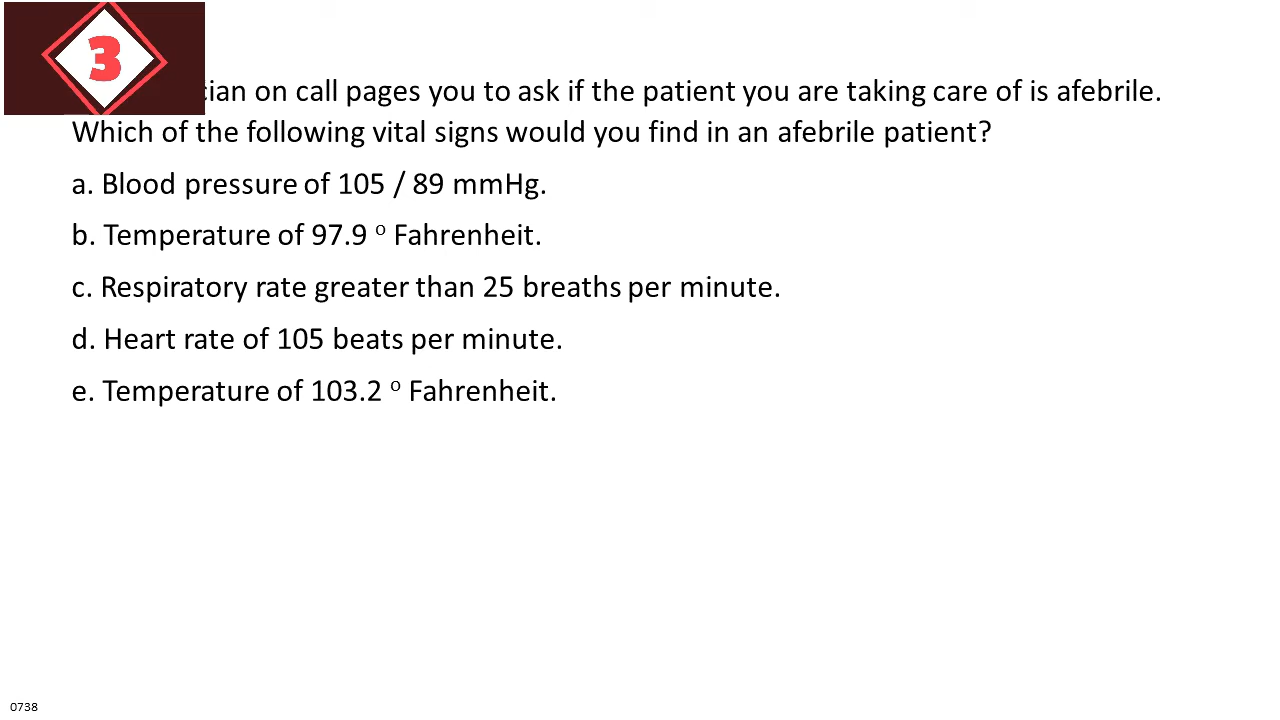 3
on call pages you to ask if the patient you are taking care of is afebrile.
Which of the following vital signs would you find in an afebrile patient?
a. Blood pressure of 105 / 89 mmHg.
b. Temperature of 97.9 º Fahrenheit.
c. Respiratory rate greater than 25 breaths per minute.
d. Heart rate of 105 beats per minute.
e. Temperature of 103.2 º Fahrenheit.
0738